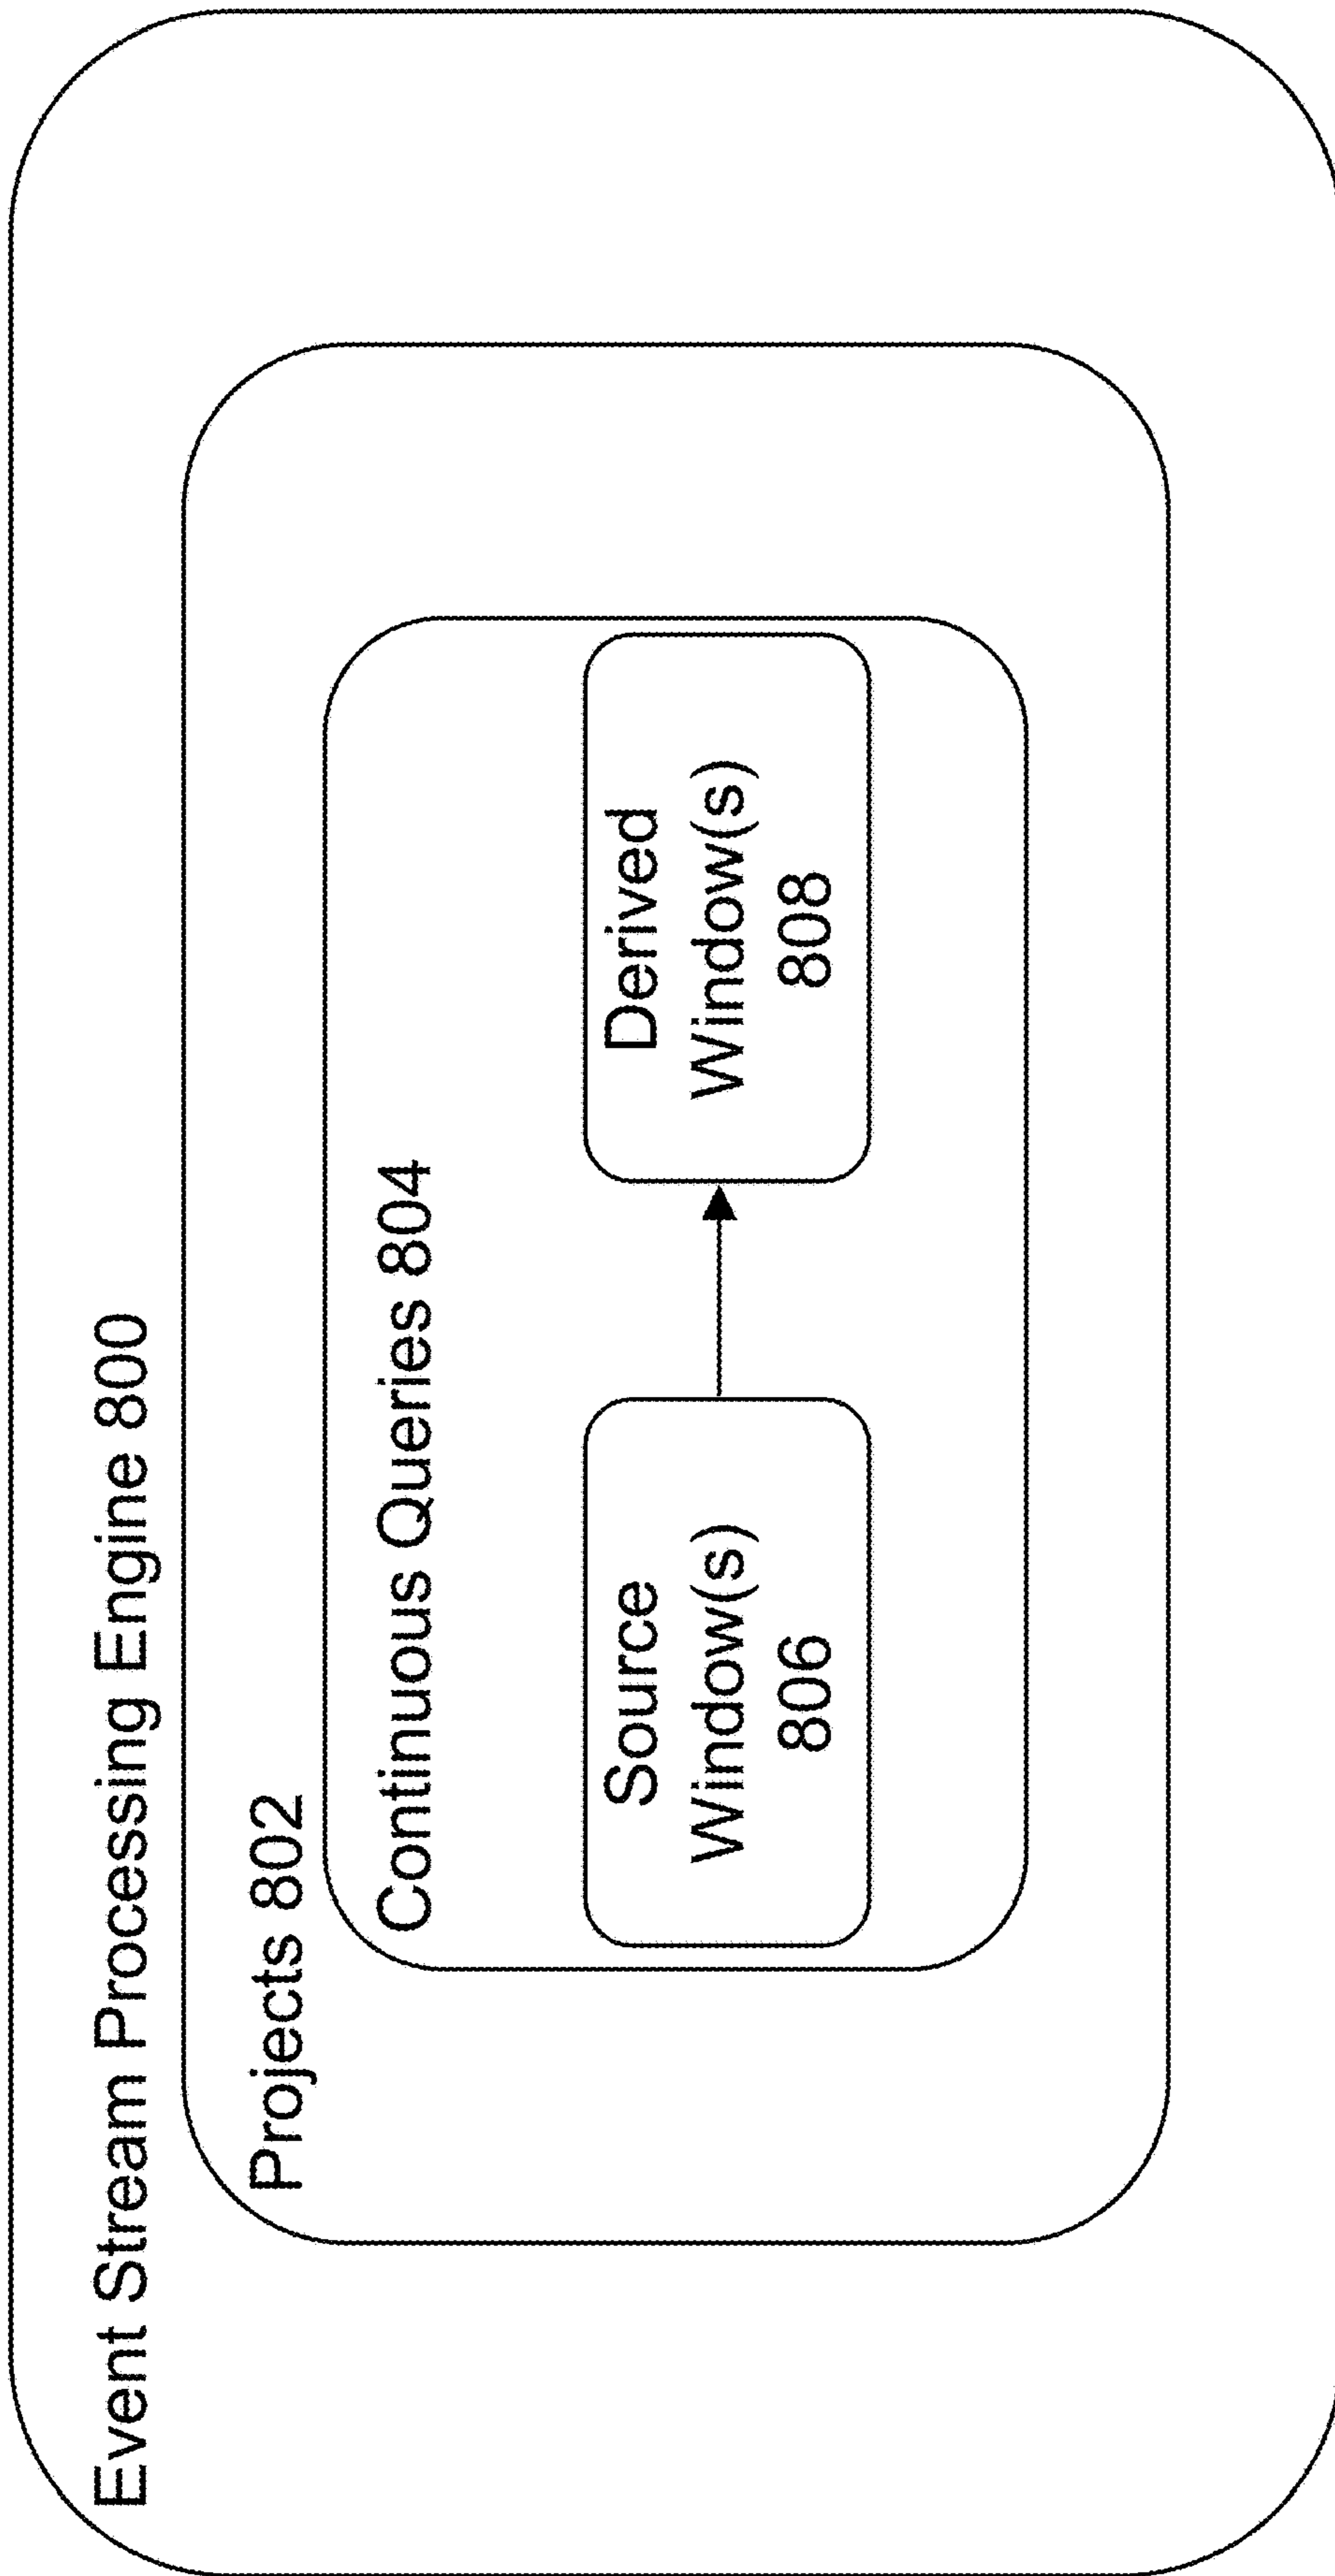 Event Stream Processing Engine 800
Projects 802
Continuous Queries 804
Source
Window(s)
806
Derived
Window(s)
808